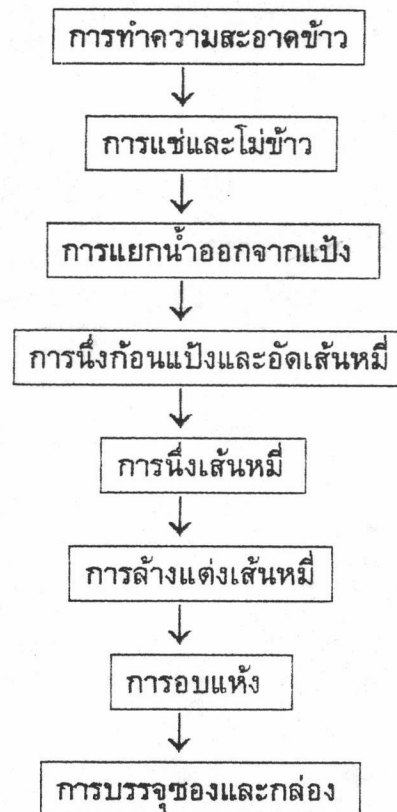 การทำความสะอาดข้าว
การแช่และโม่ข้าว
การแยกน้ำออกจากแป้ง
การนึ่งก้อนแป้งและอัดเส้นหมี่
การนึ่งเส้นหมี่
การล้างแต่งเส้นหมี่
การอบแห้ง
การบรรจุซองและกล่อง